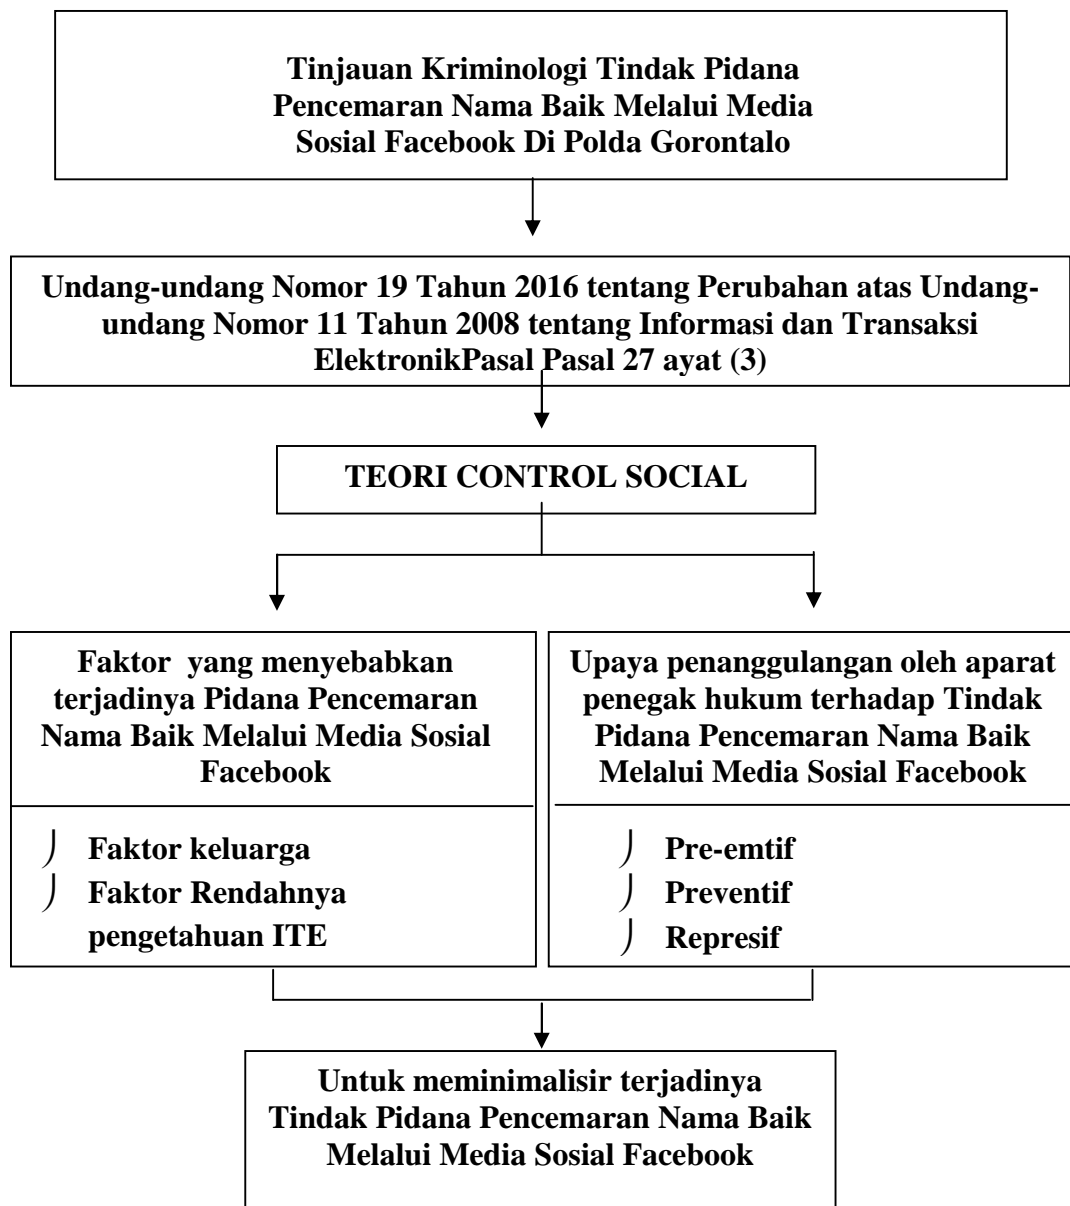 Tinjauan Kriminologi Tindak Pidana
Pencemaran Nama Baik Melalui Media
Sosial Facebook Di Polda Gorontalo
Undang-undang Nomor 19 Tahun 2016 tentang Perubahan atas Undang-
undang Nomor 11 Tahun 2008 tentang Informasi dan Transaksi
ElektronikPasal Pasal 27 ayat (3)
TEORI CONTROL SOCIAL
Faktor yang menyebabkan
terjadinya Pidana Pencemaran
Nama Baik Melalui Media Sosial
Facebook
Faktor keluarga
Faktor Rendahnya
pengetahuan ITE
Upaya penanggulangan oleh aparat
penegak hukum terhadap Tindak
Pidana Pencemaran Nama Baik
Melalui Media Sosial Facebook
Pre-emtif
Preventif
Represif
Untuk meminimalisir terjadinya
Tindak Pidana Pencemaran Nama Baik
Melalui Media Sosial Facebook